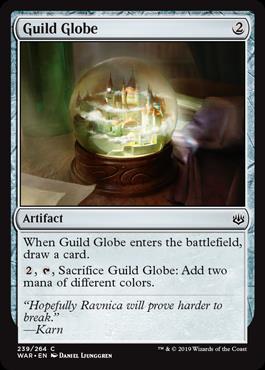 Guild Globe 2
Artifact
When Guild Globe enters the battlefield,
draw a card.
2, , Sacrifice Guild Globe: Add two
mana of different colors.
“Hopefully Ravnica will prove harder to
break.”
—Karn
239/264 C
WAR • EN Daniel Ljunggren
™ & © 2019 Wizards of the Coast